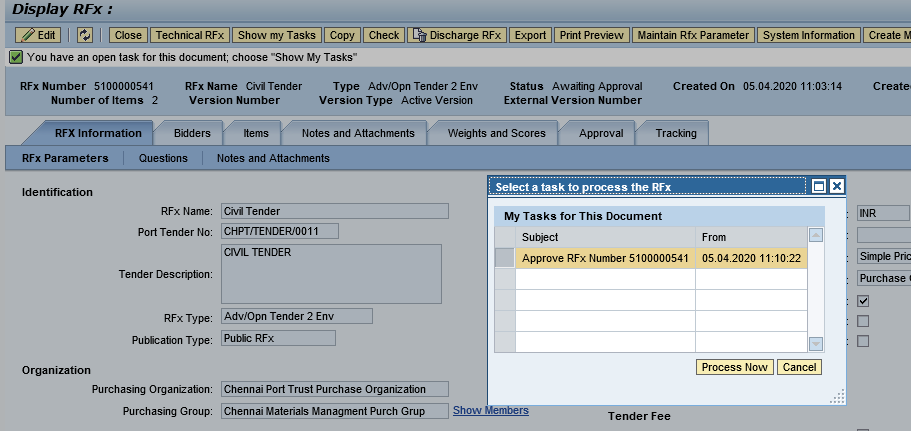 Display RFx :
Edit Close Technical RFx Show my Tasks Copy Check Discharge RFx Export Print Preview Maintain Rfx Parameter System Information Create M
You have an open task for this document; choose "Show My Tasks"
RFx Number 5100000541 RFx Name Civil Tender Type Adv/Opn Tender 2 Env Status Awaiting Approval Created On 05.04.2020 11:03:14 Create
Number of Items 2 Version Number Version Type Active Version External Version Number
RFX Information Bidders Items Notes and Attachments Weights and Scores Approval Tracking
RFx Parameters Questions Notes and Attachments
Identification
RFx Name: Civil Tender
Port Tender No: CHPT/TENDER/0011
Tender Description: CIVIL TENDER
RFx Type: Adv/Opn Tender 2 Env
Publication Type: Public RFx
Organization
Purchasing Organization: Chennai Port Trust Purchase Organization
Purchasing Group: Chennai Materials Managment Purch Grup Show Members
Select a task to process the RFx
My Tasks for This Document
Subject From
Approve RFx Number 5100000541 05.04.2020 11:10:22
Process Now Cancel
: INR
:
: Simple Pric
: Purchase
Tender Fee